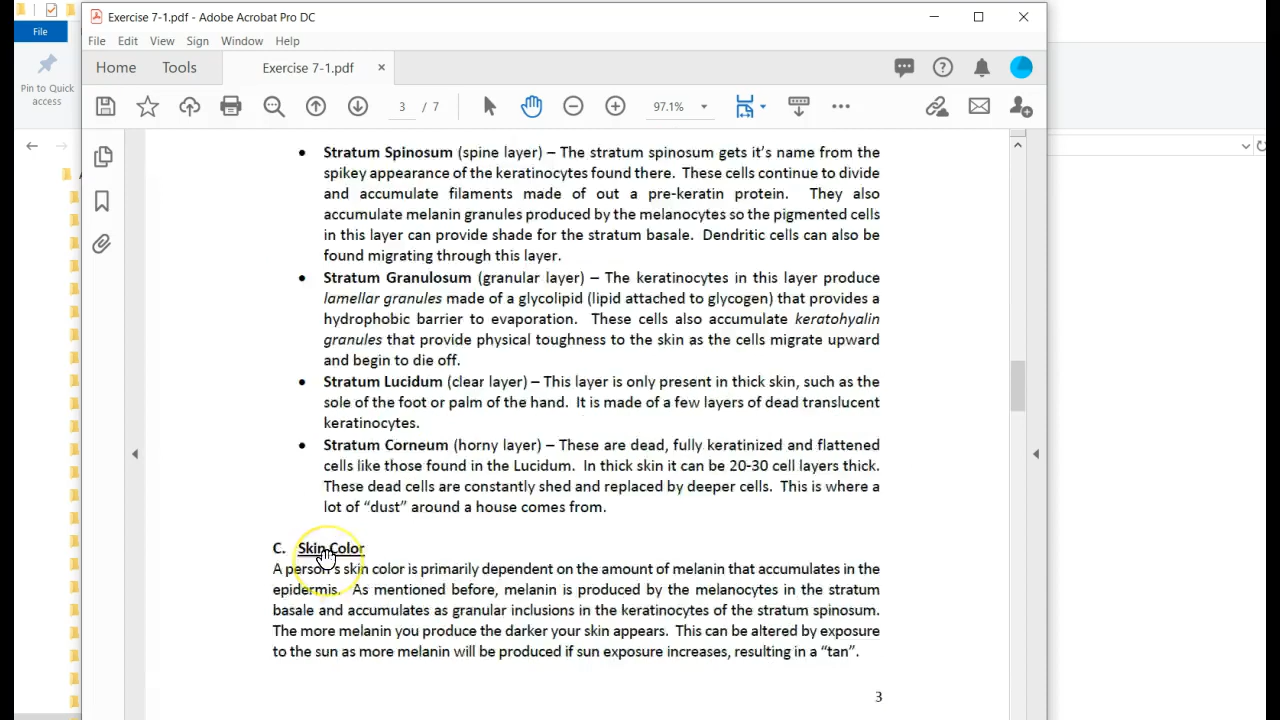 Exercise 7-1.pdf - Adobe Acrobat Pro DC
File
File Edit View Sign Window Help
Home Tools Exercise 7-1.pdf ×
Pin to Quick
access
3 / 7 97.1%
• Stratum Spinosum (spine layer) – The stratum spinosum gets it’s name from the
spikey appearance of the keratinocytes found there. These cells continue to divide
and accumulate filaments made of out a pre-keratin protein. They also
accumulate melanin granules produced by the melanocytes so the pigmented cells
in this layer can provide shade for the stratum basale. Dendritic cells can also be
found migrating through this layer.
• Stratum Granulosum (granular layer) – The keratinocytes in this layer produce
lamellar granules made of a glycolipid (lipid attached to glycogen) that provides a
hydrophobic barrier to evaporation. These cells also accumulate keratohyalin
granules that provide physical toughness to the skin as the cells migrate upward
and begin to die off.
• Stratum Lucidum (clear layer) – This layer is only present in thick skin, such as the
sole of the foot or palm of the hand. It is made of a few layers of dead translucent
keratinocytes.
• Stratum Corneum (horny layer) – These are dead, fully keratinized and flattened
cells like those found in the Lucidum. In thick skin it can be 20-30 cell layers thick.
These dead cells are constantly shed and replaced by deeper cells. This is where a
lot of “dust” around a house comes from.
C. Skin Color
A person’s skin color is primarily dependent on the amount of melanin that accumulates in the
epidermis. As mentioned before, melanin is produced by the melanocytes in the stratum
basale and accumulates as granular inclusions in the keratinocytes of the stratum spinosum.
The more melanin you produce the darker your skin appears. This can be altered by exposure
to the sun as more melanin will be produced if sun exposure increases, resulting in a “tan”.
3